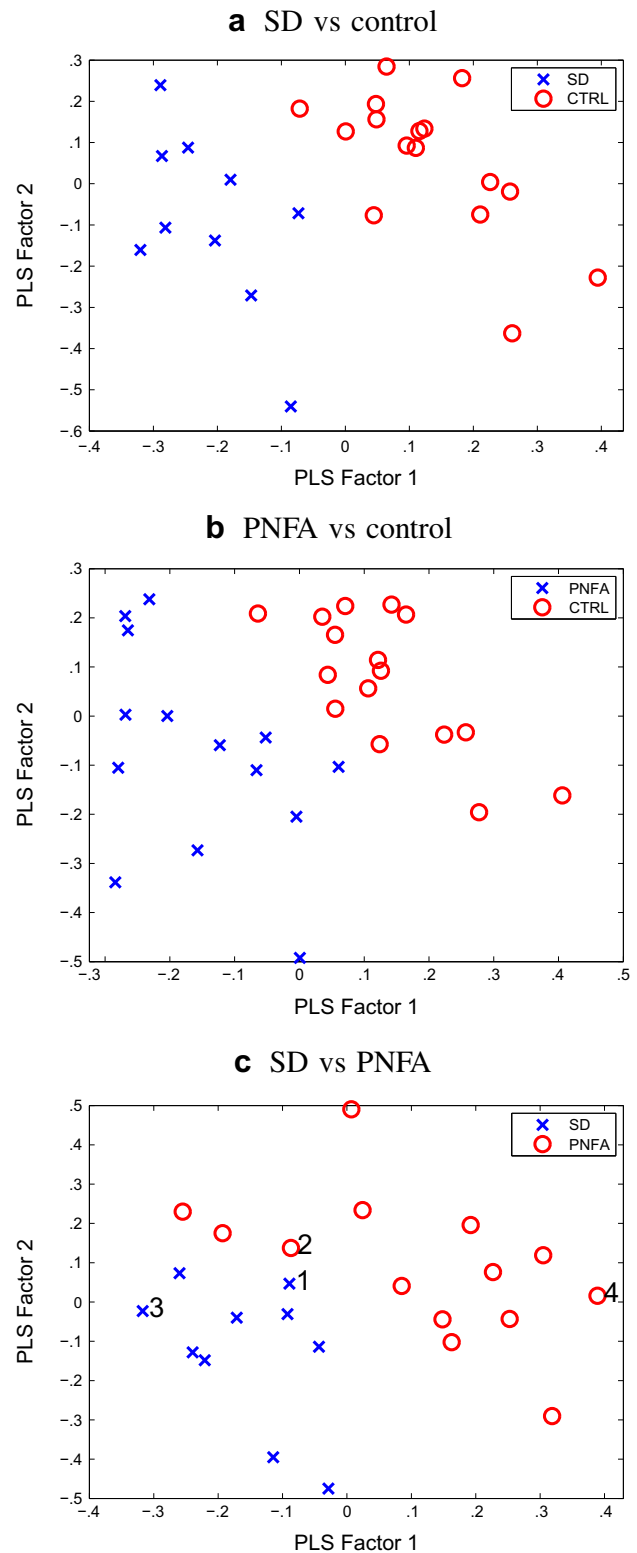 a SD vs control
.3
.2
.1
0
−.1
−.2
−.3
.4
.5
.6
−.4 −.3 −.2 −.1 0 .1 .2 .3 .4
PLS Factor 2
PLS Factor 1
SD
CTRL
b PNFA vs control
.3
.2
.1
0
−.1
−.2
−.3
.4
.5
−.3 −.2 −.1 0 .1 .2 .3 .4 .5
PLS Factor 2
PLS Factor 1
PNFA
CTRL
c SD vs PNFA
.5
.4
.3
.2
.1
0
−.1
−.2
−.3
−.4
−.5
−.4 −.3 −.2 −.1 0 .1 .2 .3 .4
PLS Factor 2
PLS Factor 1
SD
PNFA
2
1
3
4